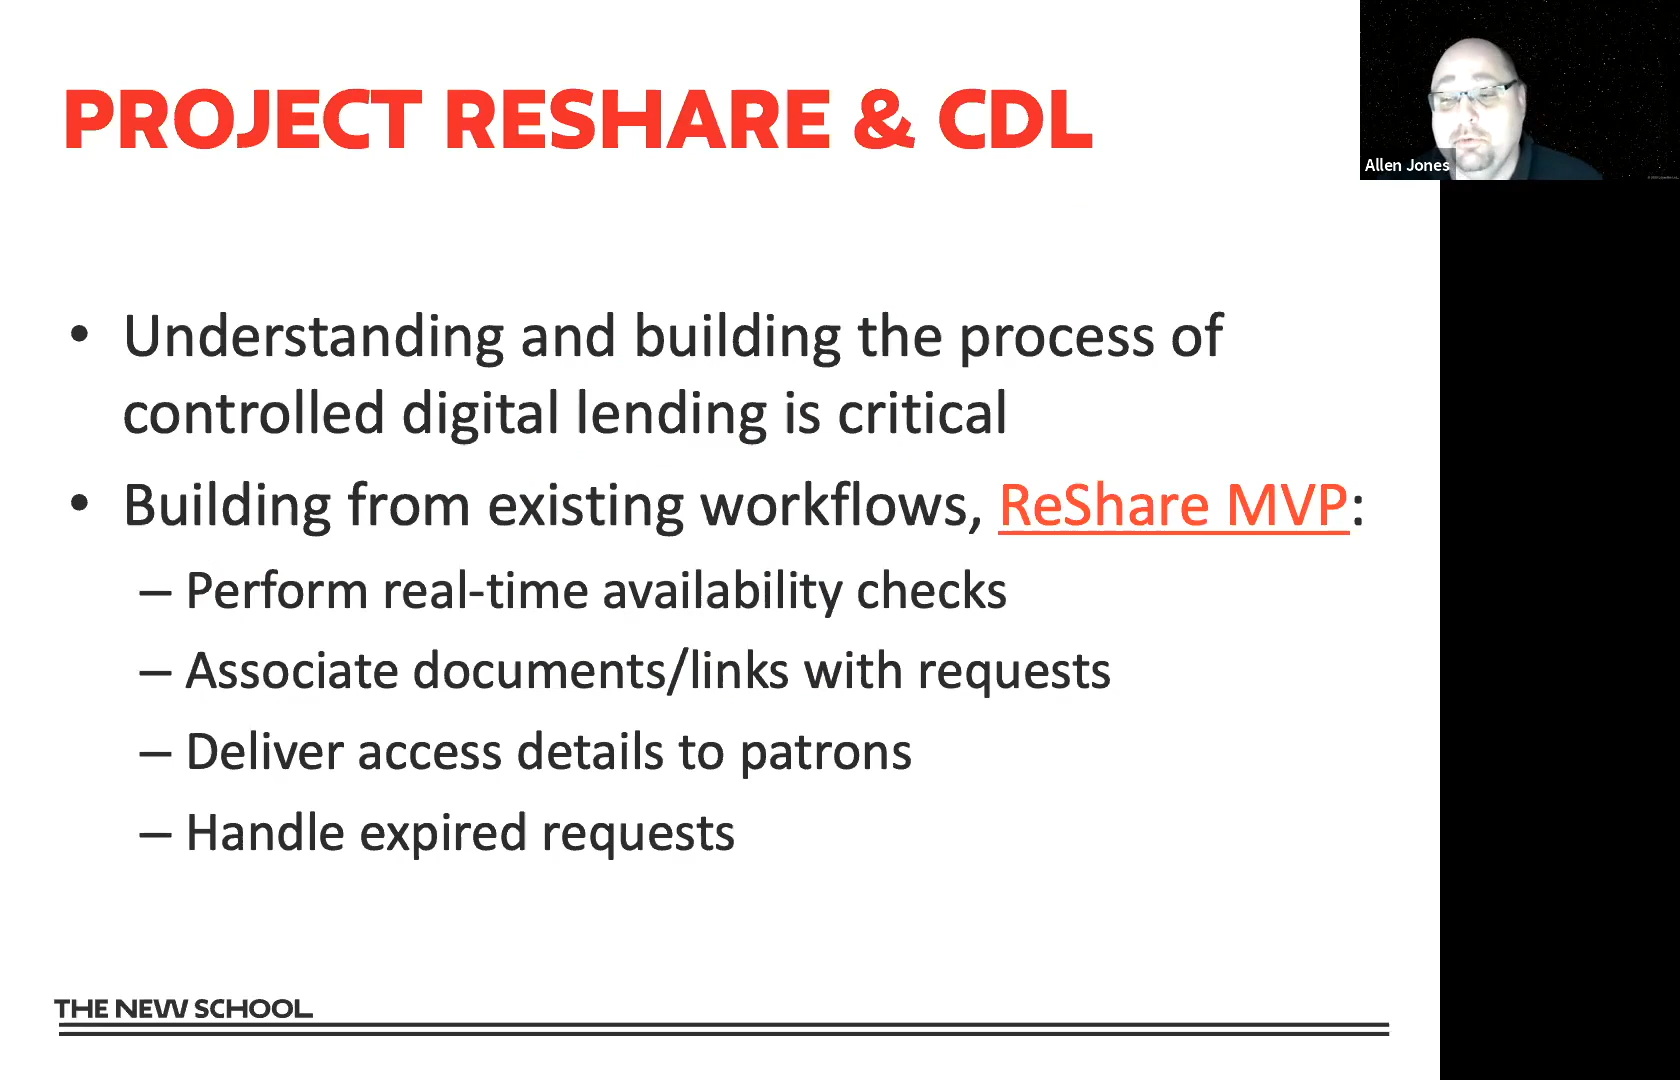 PROJECT RESHARE & CDL
Allen Jones
• Understanding and building the process of
controlled digital lending is critical
• Building from existing workflows, ReShare MVP:
– Perform real-time availability checks
– Associate documents/links with requests
– Deliver access details to patrons
– Handle expired requests
THE NEW SCHOOL